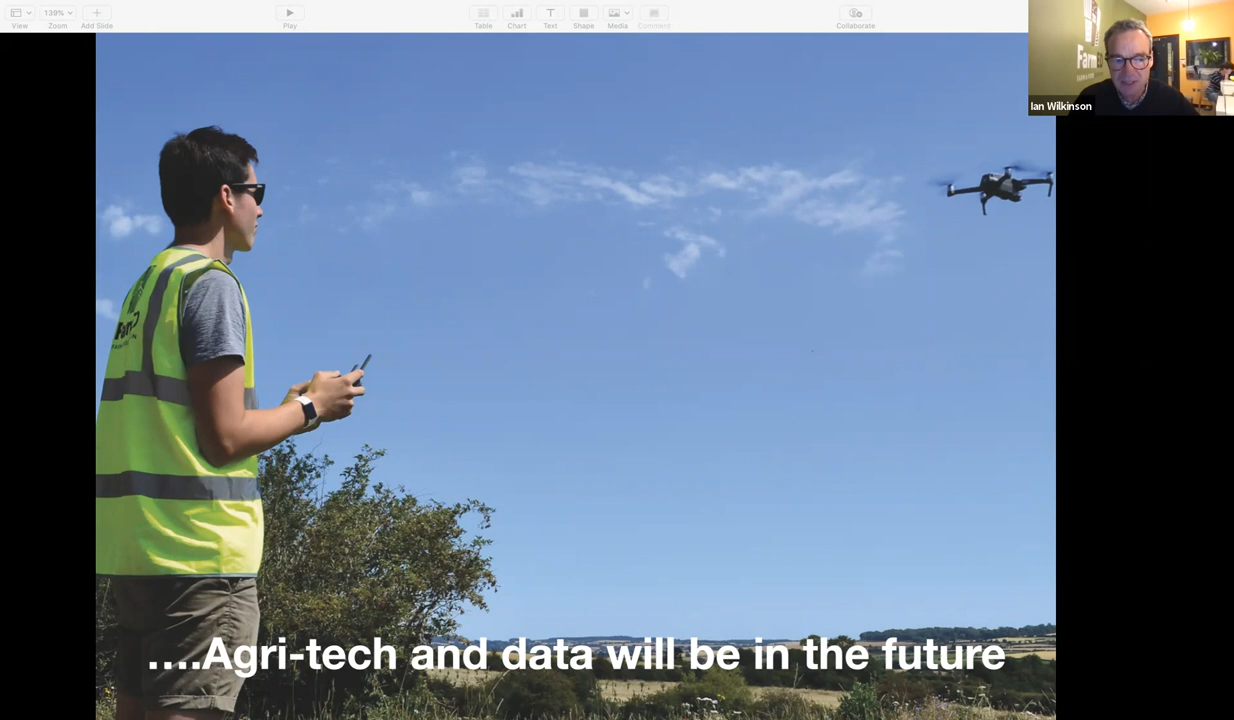 View
139%
Zoom
Add Slide
Play
Table
Chart
Text
Shape
Media
Comment
Collaborate
Ian Wilkinson
....Agri-tech and data will be in the future